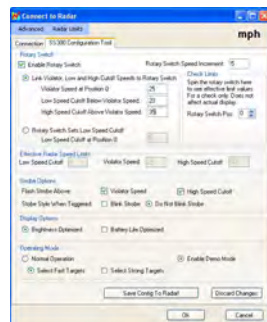 Connect to Radar
Advanced Radar Limits
mph
Connection SI-300 Configuration Tool
Rotary Switch
Enable Rotary Switch
Rotary Switch Speed Increment 5
Link Violator, Low and High Cutoff Speeds to Rotary Switch
Violator Speed at Position 0 25
Low Speed Cutoff Below Violator Speed 20
High Speed Cutoff Above Violator Speed 35
Check Limits
Spin the rotary switch here
to see effective limit values
For a check only. Does not
affect actual display.
Rotary Switch Pos: 0
Rotary Switch Sets Low Speed Cutoff
Low Speed Cutoff at Position 0
Effective Radar Speed Limits
Low Speed Cutoff Violator Speed High Speed Cutoff
Strobe Options
Flash Strobe Above Violator Speed High Speed Cutoff
Strobe Style When Triggered Blink Strobe Do Not Blink Strobe
Display Options
Brightness Optimized Battery Life Optimized
Operating Mode
Normal Operation Enable Demo Mode
Select Fast Targets Select Strong Targets
Save Config To Radar! Discard Changes
Ok Cancel